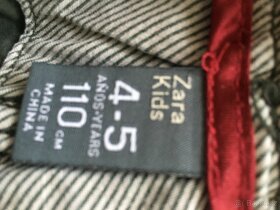 Zara
Kids
4-5
AÑOS-YEARS
110 CM
MADE IN
CHINA